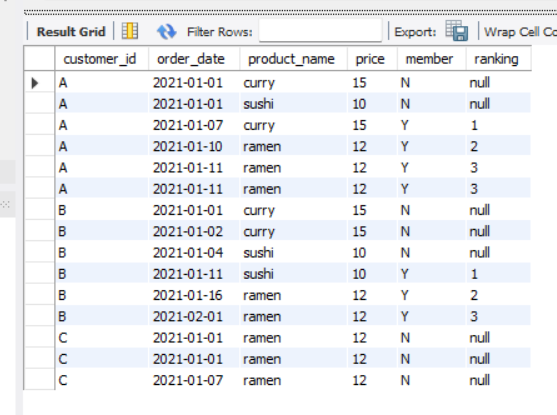 Result Grid Filter Rows: Export: Wrap Cell Co
customer_id order_date product_name price member ranking
A 2021-01-01 curry 15 N null
A 2021-01-01 sushi 10 N null
A 2021-01-07 curry 15 Y 1
A 2021-01-10 ramen 12 Y 2
A 2021-01-11 ramen 12 Y 3
A 2021-01-11 ramen 12 Y 3
B 2021-01-01 curry 15 N null
B 2021-01-02 curry 15 N null
B 2021-01-04 sushi 10 N null
B 2021-01-11 sushi 10 Y 1
B 2021-01-16 ramen 12 Y 2
B 2021-02-01 ramen 12 Y 3
C 2021-01-01 ramen 12 N null
C 2021-01-01 ramen 12 N null
C 2021-01-07 ramen 12 N null